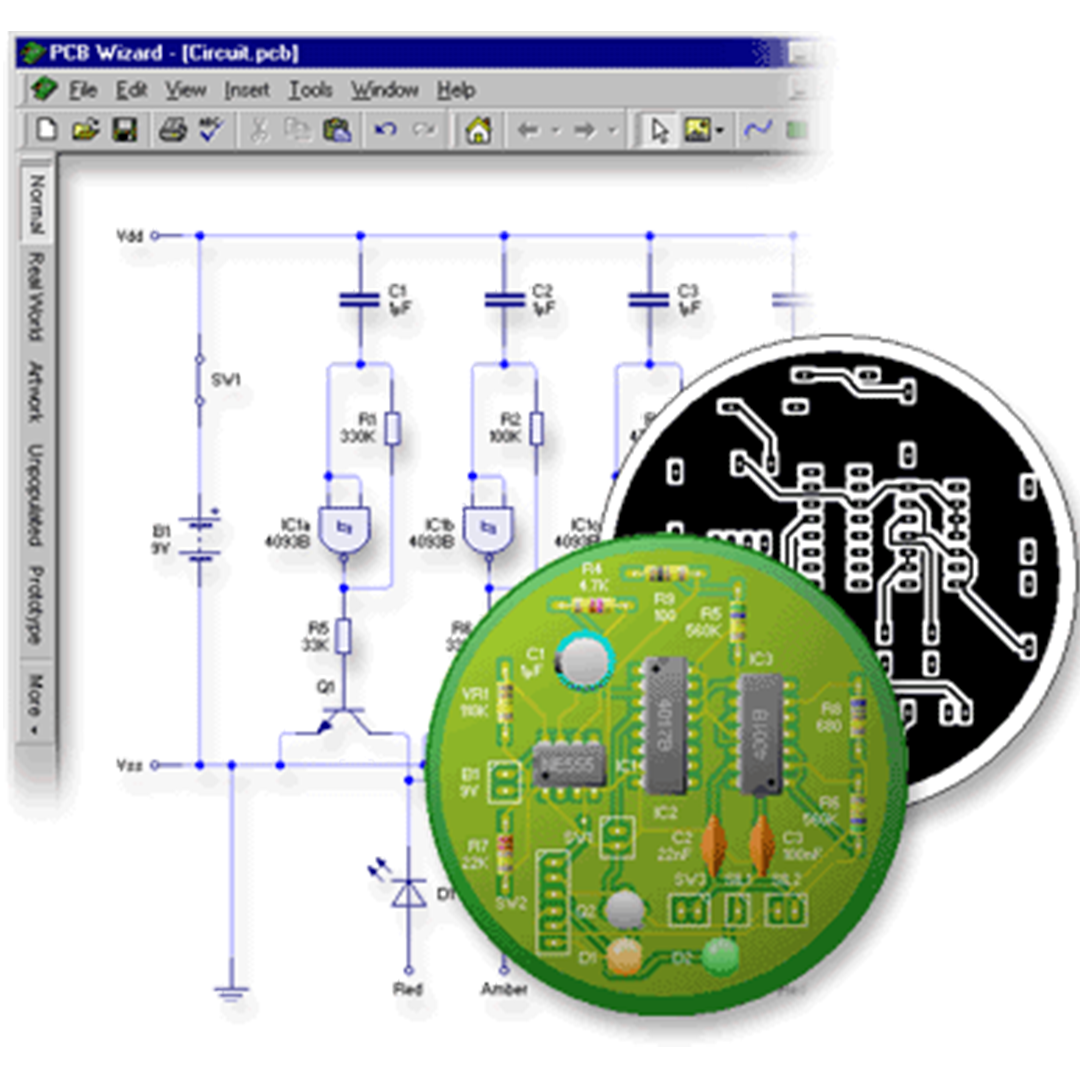 PCB Wizard - [Circuit.pcb]
File Edit View Insert Tools Window Help
ABC
Normal
Real World
Artwork
Unpopulated
Prototype
More
Vdd
C1
1µF
C2
1µF
C3
1µF
SW1
R1
330K
R2
100K
B1
9V
IC1a
4093B
IC1b
4093B
IC1c
4093B
R5
33K
Q1
Vss
D1
Red
Amber
R4
4.7K
R9
100
R5
560K
C1
1µF
IC3
VR1
110K
4017B
R8
680
NE555
IC1
B1
9V
IC2
R6
560K
SW1
R7
22K
C2
22nF
C3
100nF
SW3
SIL1
SIL2
SW2
Q2
D1
D2